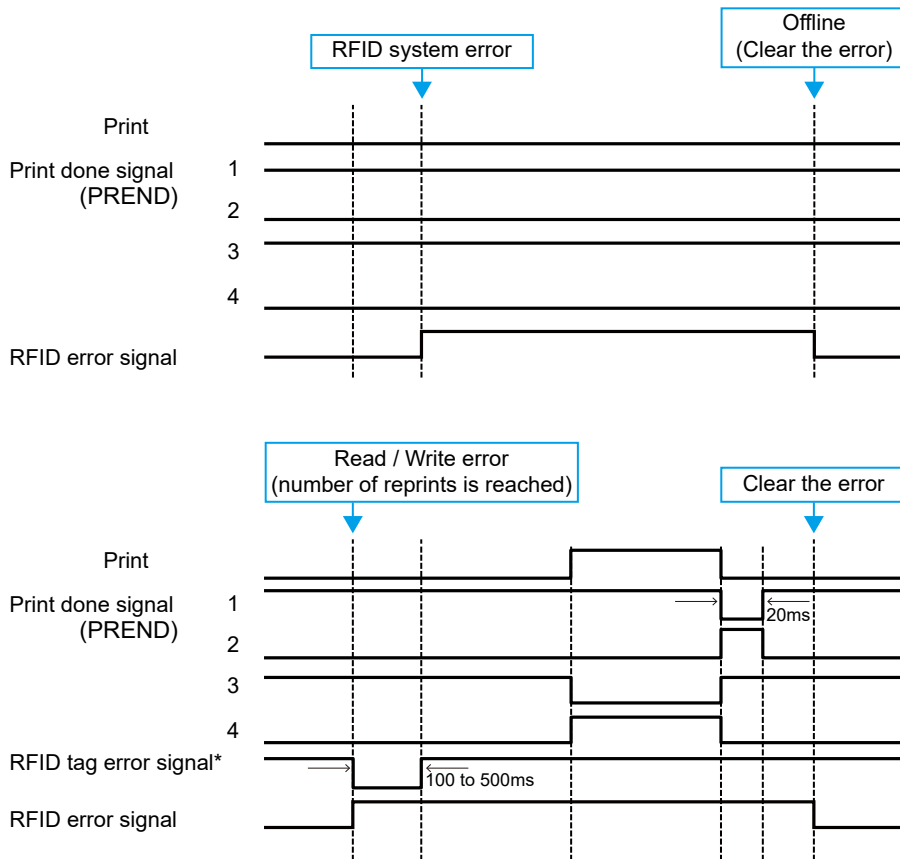 RFID system error
Offline
(Clear the error)
Print
Print done signal
(PREND)
1
2
3
4
RFID error signal
Read / Write error
(number of reprints is reached)
Clear the error
Print
Print done signal
(PREND)
1
20ms
2
3
4
RFID tag error signal*
100 to 500ms
RFID error signal